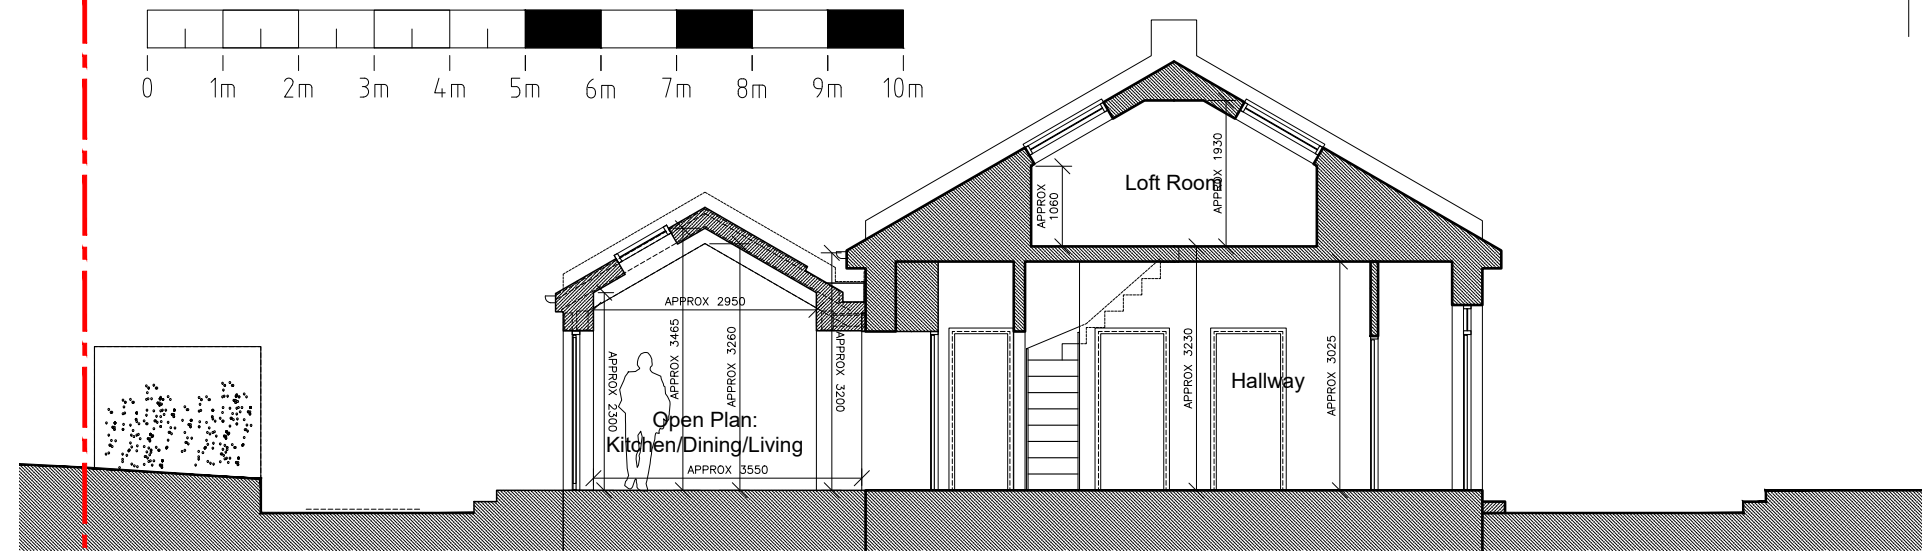 0 1m 2m 3m 4m 5m 6m 7m 8m 9m 10m
APPROX 1930
Loft Room
APPROX
1060
APPROX 2950
APPROX 2300
APPROX 3465
APPROX 3260
APPROX 3200
APPROX 3230
APPROX 3025
Hallway
Open Plan:
Kitchen/Dining/Living
APPROX 3550